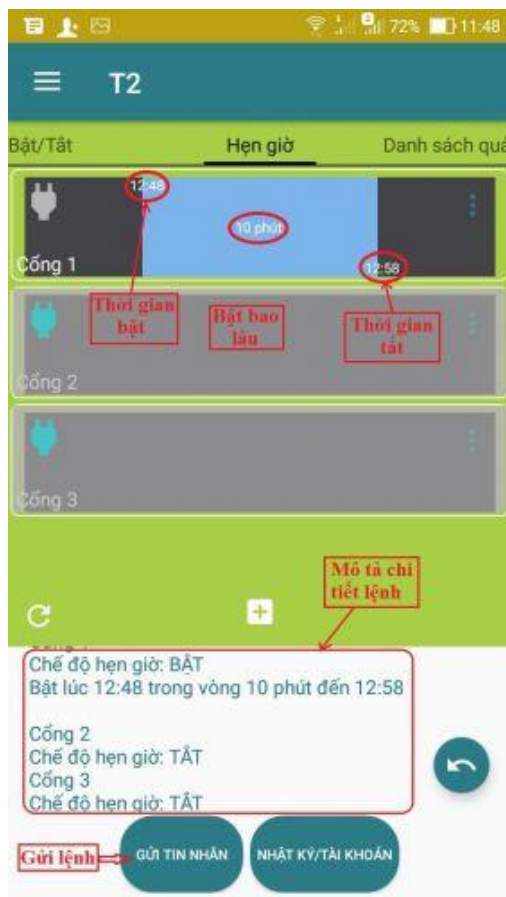 72% 11:48
T2
Bật/Tắt Hẹn giờ Danh sách quả
12:48
10 phút
Cổng 1
12:58
Thời gian
bật
Bật bao
lâu
Thời gian
tắt
Cổng 2
Cổng 3
Mô tả chi
tiết lệnh
Chế độ hẹn giờ: BẬT
Bật lúc 12:48 trong vòng 10 phút đến 12:58
Cổng 2
Chế độ hẹn giờ: TẮT
Cổng 3
Chế độ hẹn giờ: TẮT
Gửi lệnh
GỬI TIN NHẮN
NHẬT KÝ/TÀI KHOẢN